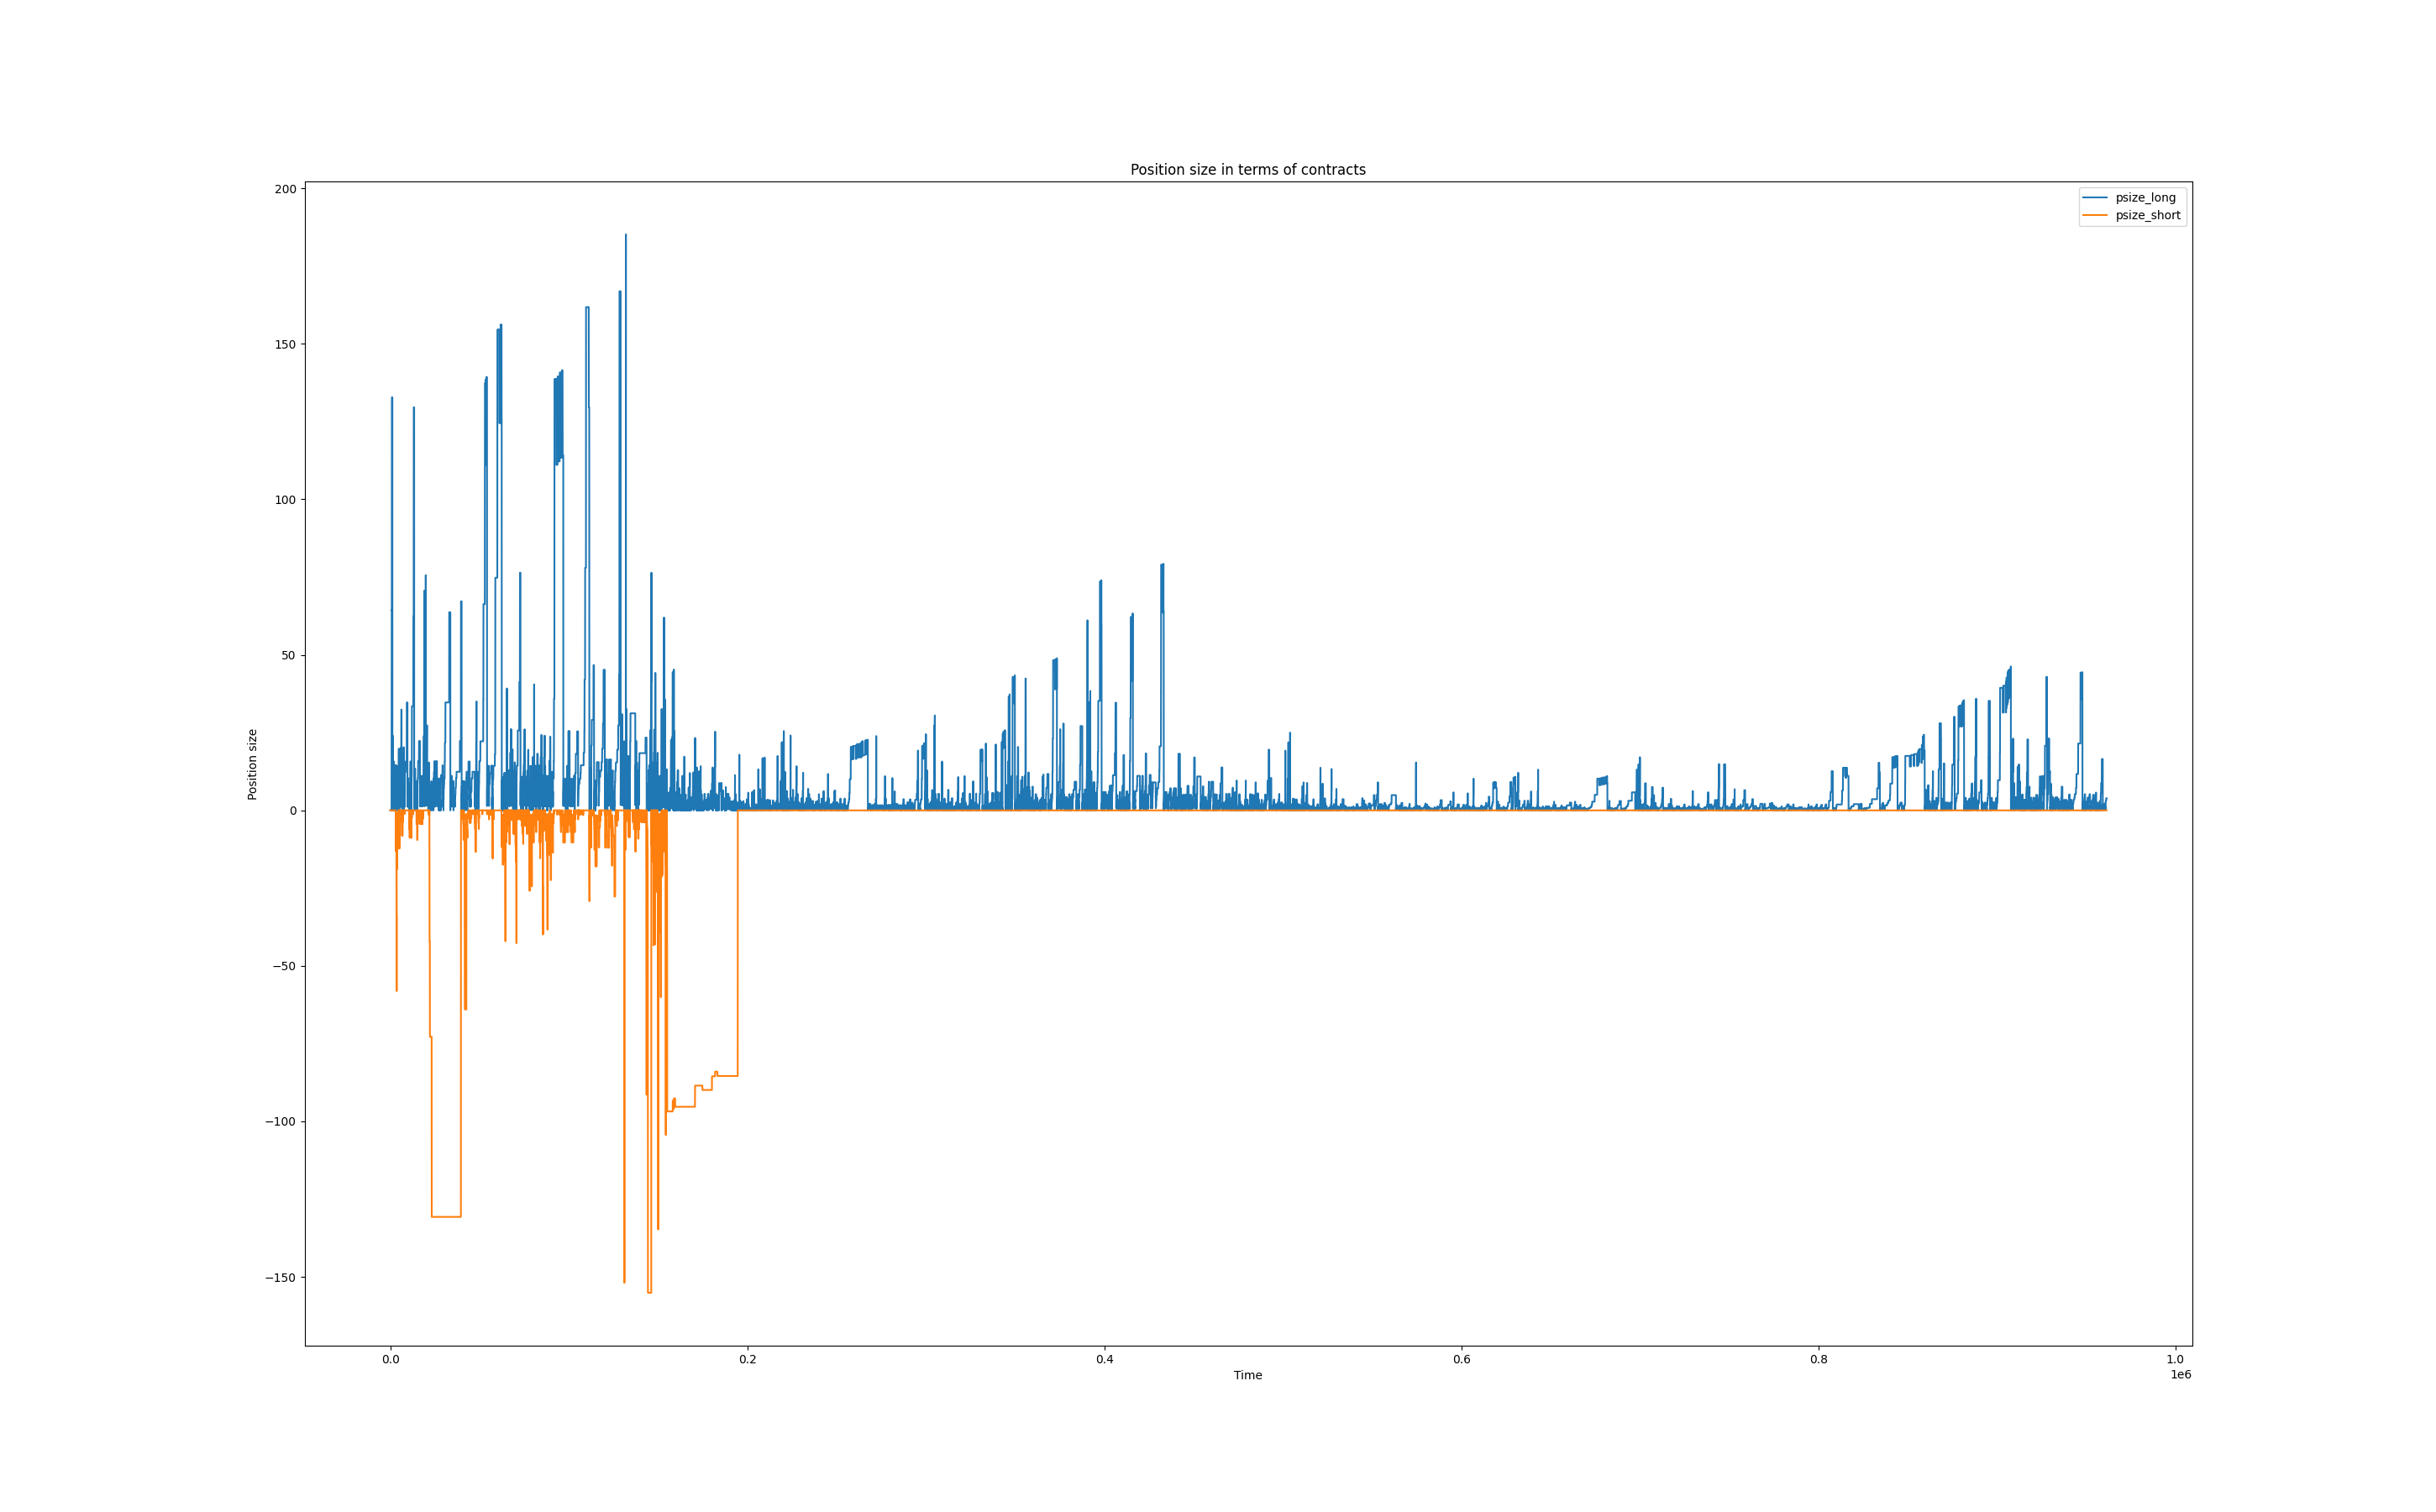 Position size in terms of contracts
psize_long
psize_short
200
150
100
50
0
−50
−100
−150
Position size
0.0
0.2
0.4
0.6
0.8
1.0
1e6
Time